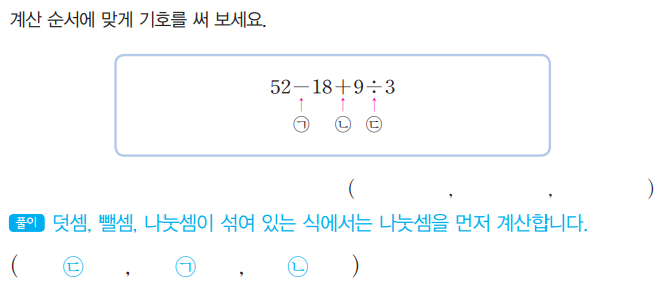 계산 순서에 맞게 기호를 써 보세요.
52－18＋9÷3
↑ ↑ ↑
㉠ ㉡ ㉢
( , , )
풀이 덧셈, 뺄셈, 나눗셈이 섞여 있는 식에서는 나눗셈을 먼저 계산합니다.
( ㉢ , ㉠ , ㉡ )